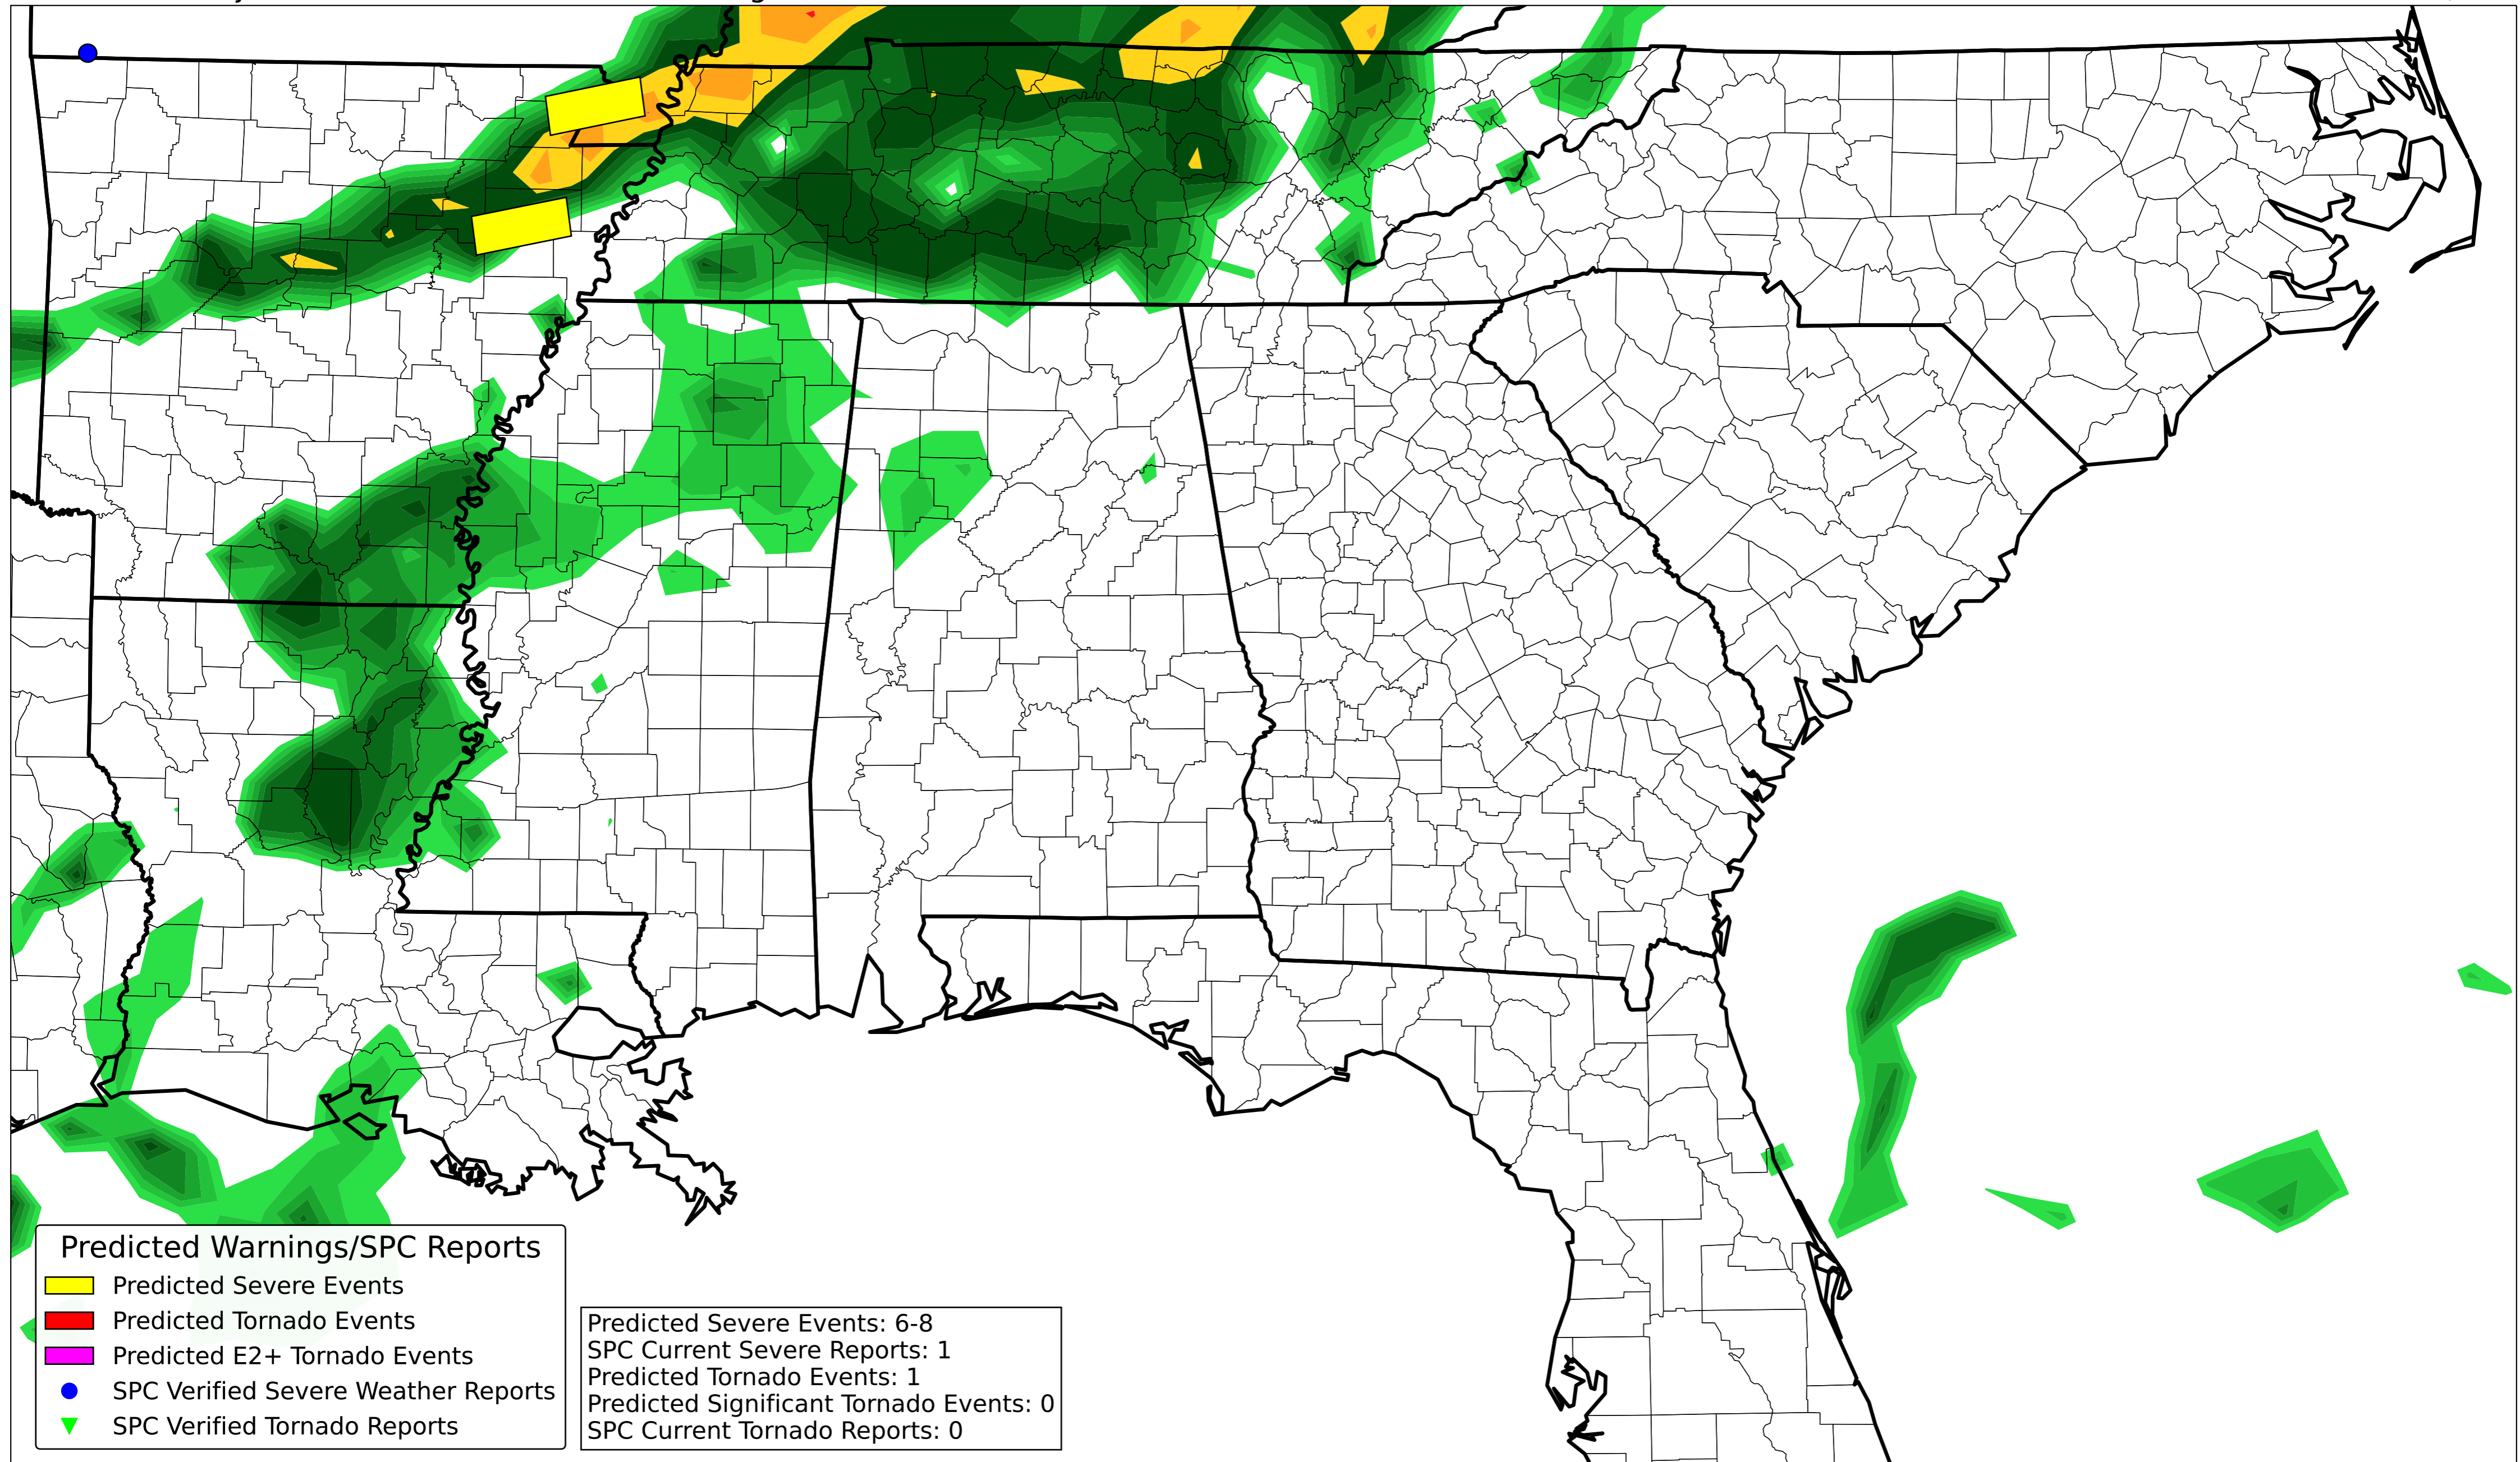 Predicted Warnings/SPC Reports
Predicted Severe Events
Predicted Tornado Events
Predicted E2+ Tornado Events
SPC Verified Severe Weather Reports
SPC Verified Tornado Reports
Predicted Severe Events: 6-8
SPC Current Severe Reports: 1
Predicted Tornado Events: 1
Predicted Significant Tornado Events: 0
SPC Current Tornado Reports: 0